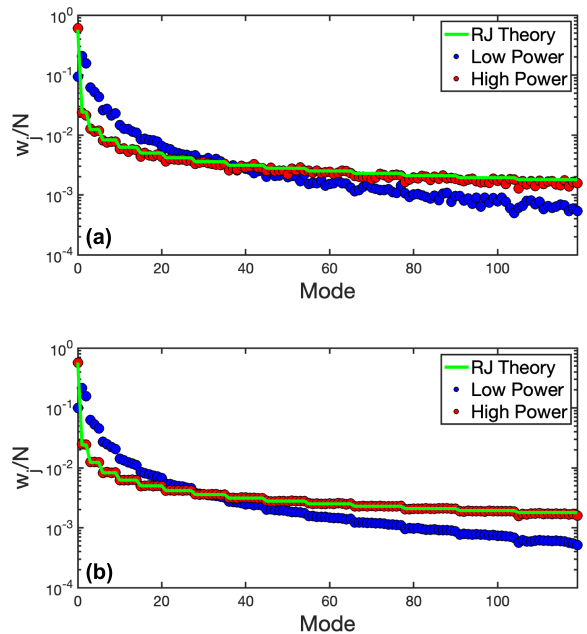 10^0
10^-1
10^-2
10^-3
10^-4
w_j/N
RJ Theory
Low Power
High Power
(a)
0 20 40 60 80 100
Mode
10^0
10^-1
10^-2
10^-3
10^-4
w_j/N
RJ Theory
Low Power
High Power
(b)
0 20 40 60 80 100
Mode